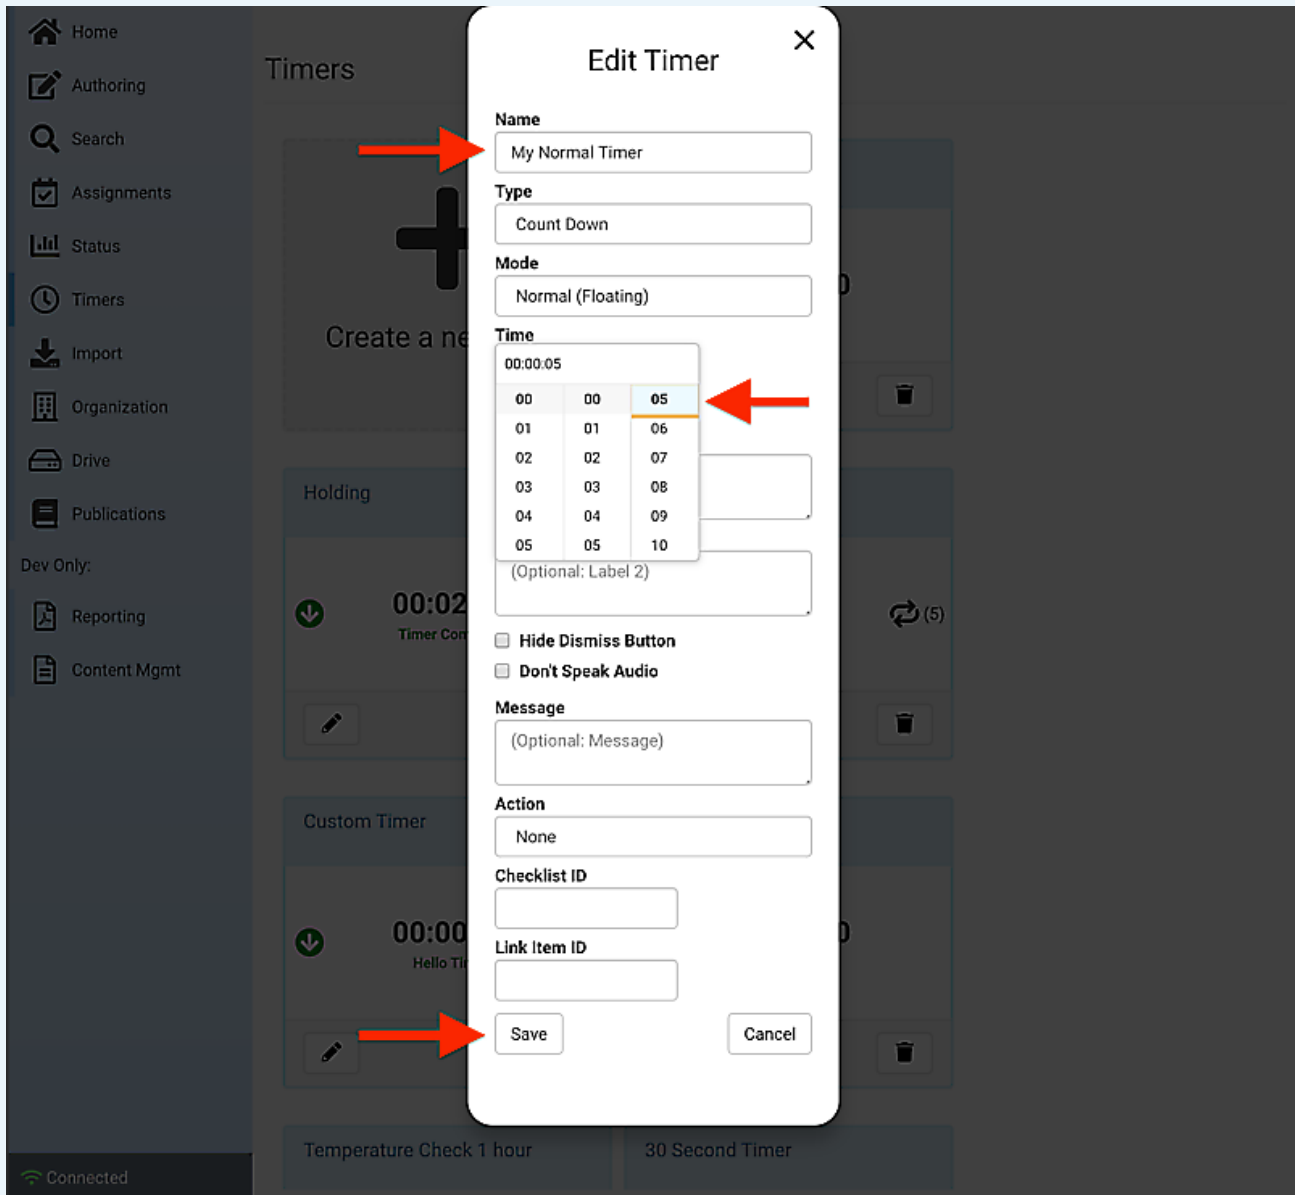 Home
Authoring
Search
Assignments
Status
Timers
Import
Organization
Drive
Publications
Dev Only:
Reporting
Content Mgmt
Connected
Timers
Create a ne
0
Holding
00:02
Timer Com
(5)
Custom Timer
00:00
Hello Ti
0
Temperature Check 1 hour
30 Second Timer
Edit Timer
Name
My Normal Timer
Type
Count Down
Mode
Normal (Floating)
Time
00:00:05
00 00 05
01 01 06
02 02 07
03 03 08
04 04 09
05 05 10
(Optional: Label 2)
Hide Dismiss Button
Don't Speak Audio
Message
(Optional: Message)
Action
None
Checklist ID
Link Item ID
Save Cancel